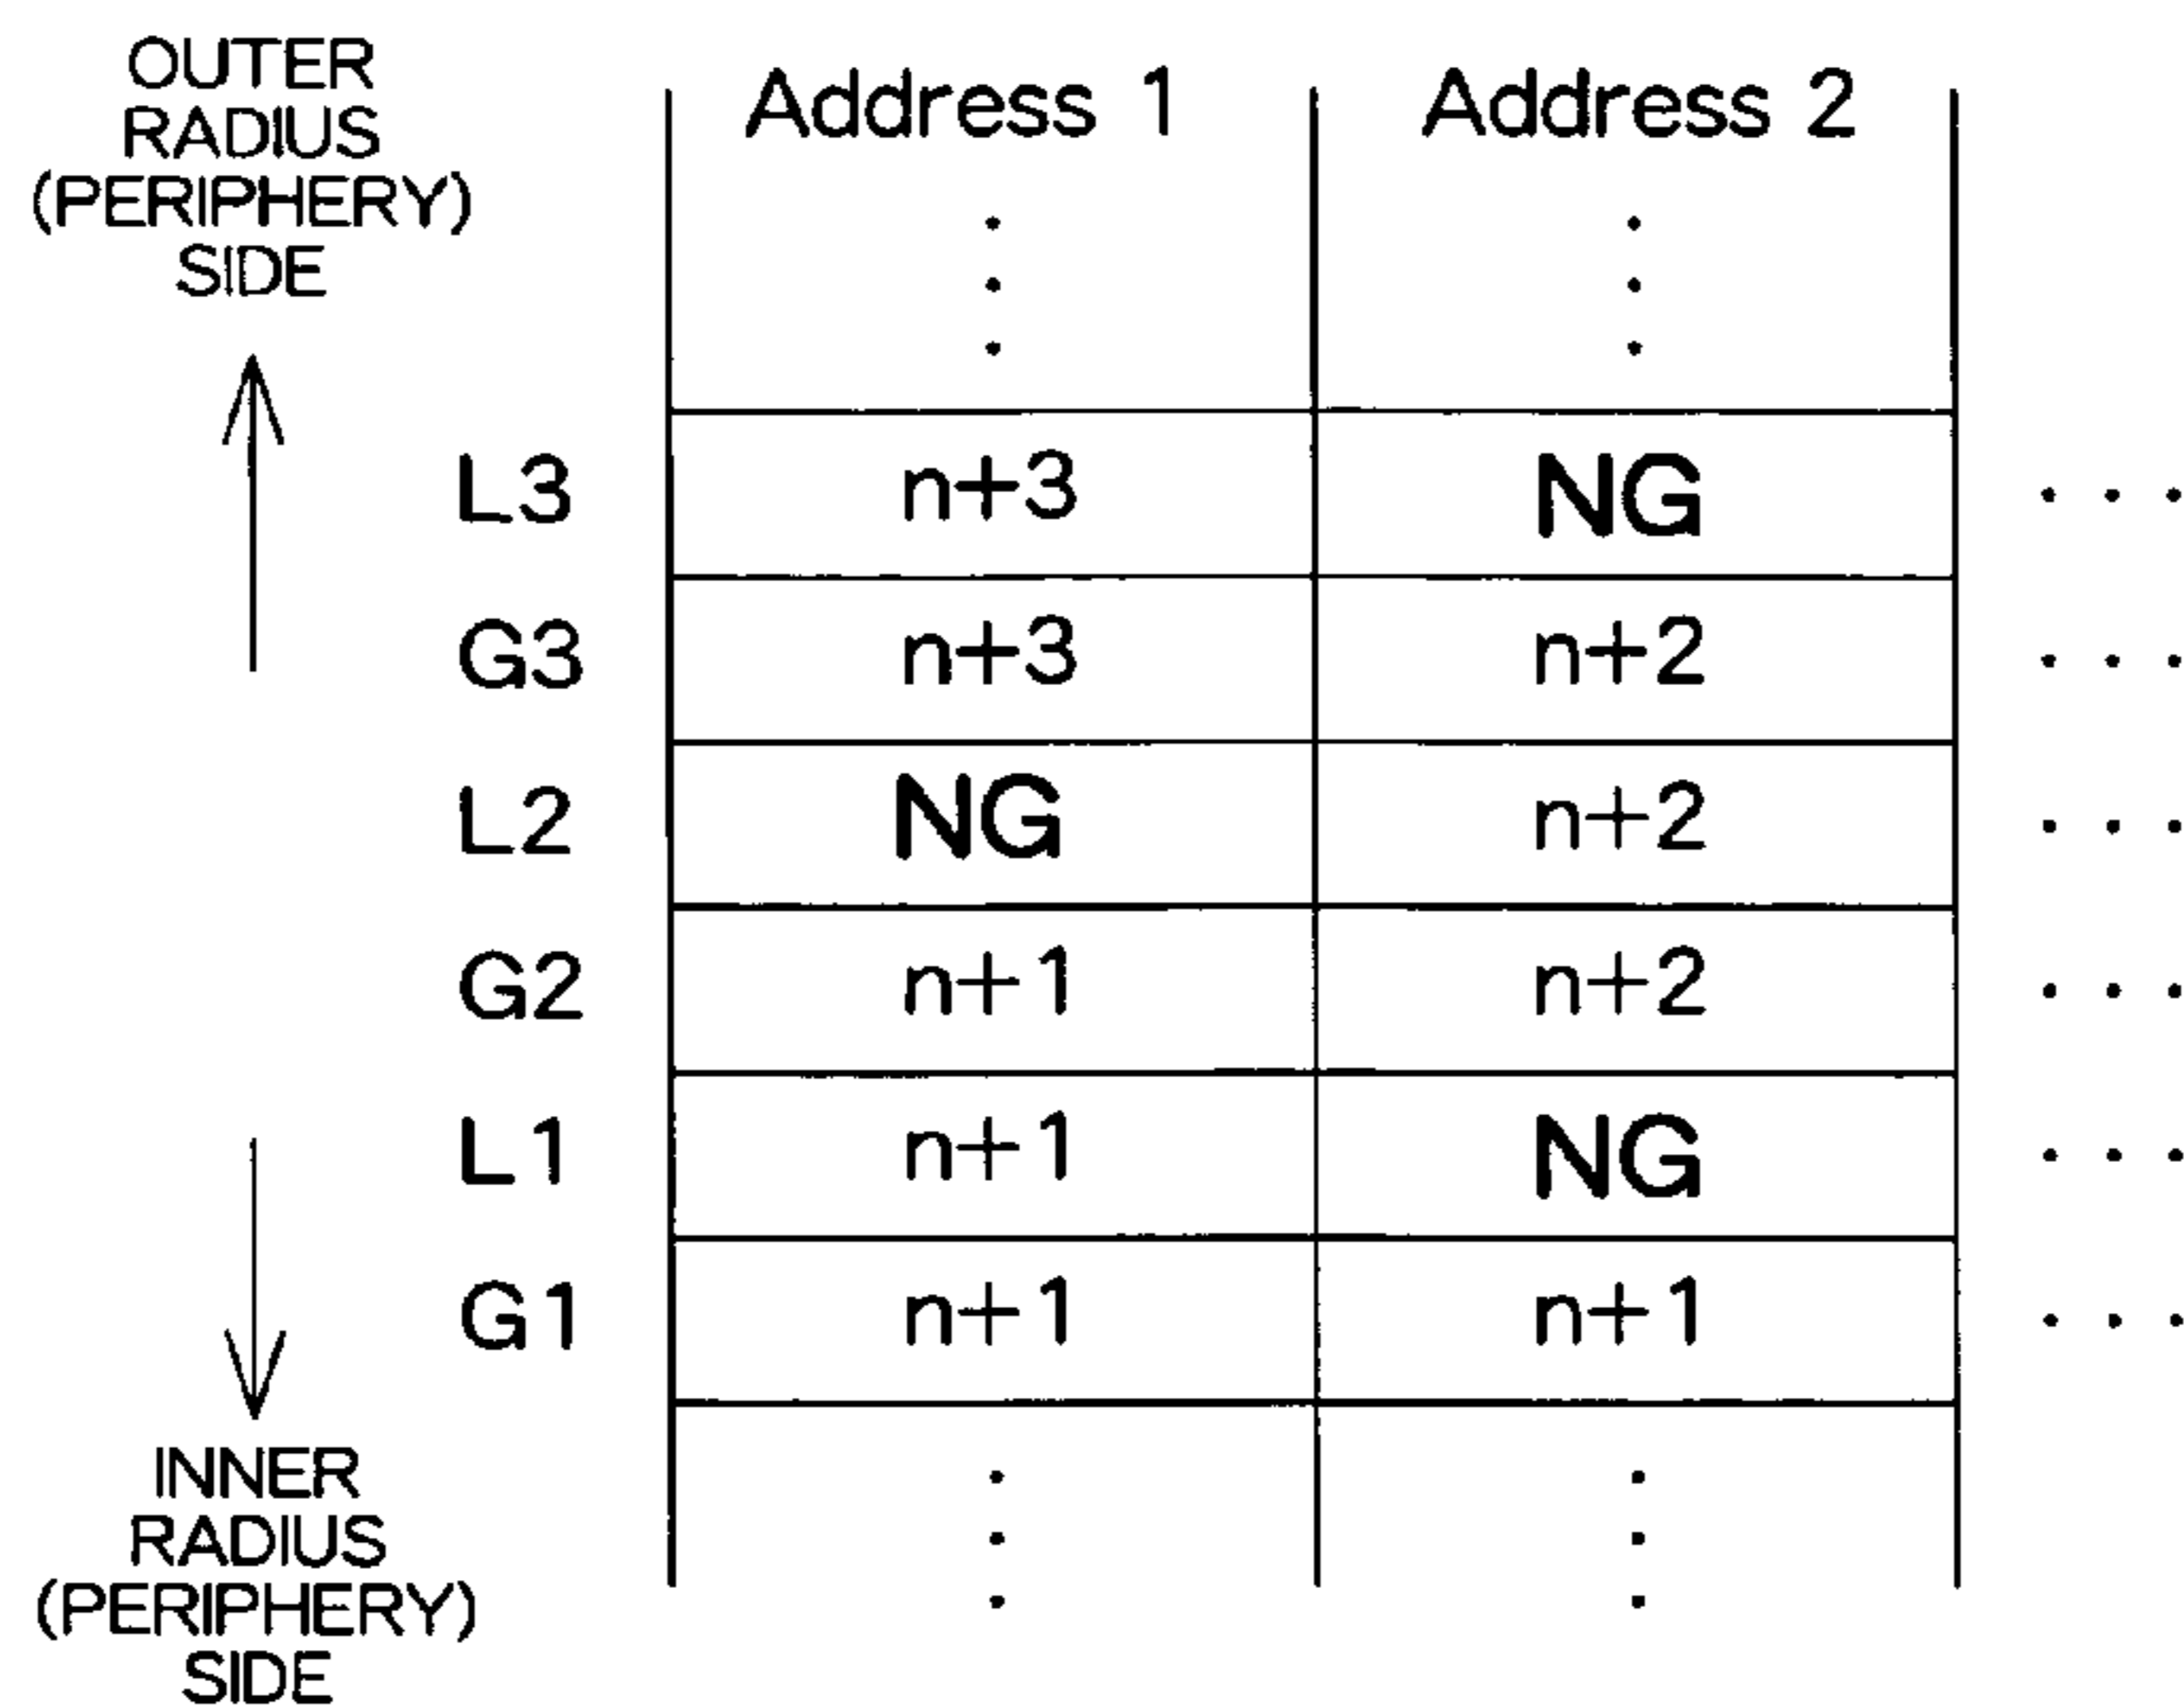 OUTER
RADIUS
(PERIPHERY)
SIDE
Address 1 Address 2
L3 n+3 NG
G3 n+3 n+2
L2 NG n+2
G2 n+1 n+2
L1 n+1 NG
G1 n+1 n+1
INNER
RADIUS
(PERIPHERY)
SIDE